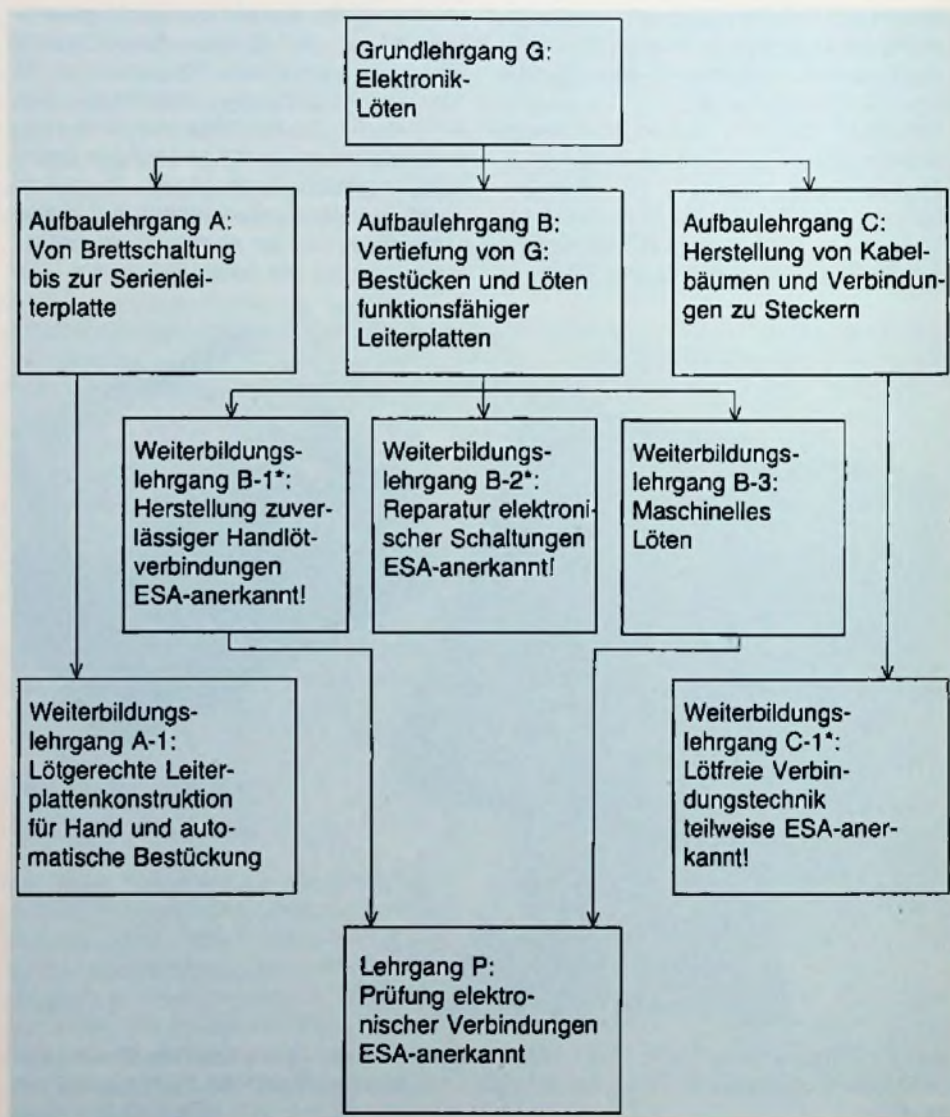 Grundlehrgang G:
Elektronik-
Löten
Aufbaulehrgang A:
Von Brettschaltung
bis zur Serienlei-
terplatte
Aufbaulehrgang B:
Vertiefung von G:
Bestücken und Löten
funktionsfähiger
Leiterplatten
Aufbaulehrgang C:
Herstellung von Kabel-
bäumen und Verbindun-
gen zu Steckern
Weiterbildungs-
lehrgang B-1*:
Herstellung zuver-
lässiger Handlöt-
verbindungen
ESA-anerkannt!
Weiterbildungs-
lehrgang B-2*:
Reparatur elektroni-
scher Schaltungen
ESA-anerkannt!
Weiterbildungs-
lehrgang B-3:
Maschinelles
Löten
Weiterbildungs-
lehrgang A-1:
Lötgerechte Leiter-
plattenkonstruktion
für Hand und auto-
matische Bestückung
Weiterbildungs-
lehrgang C-1*:
Lötfreie Verbin-
dungstechnik
teilweise ESA-aner-
kannt!
Lehrgang P:
Prüfung elektro-
nischer Verbindungen
ESA-anerkannt